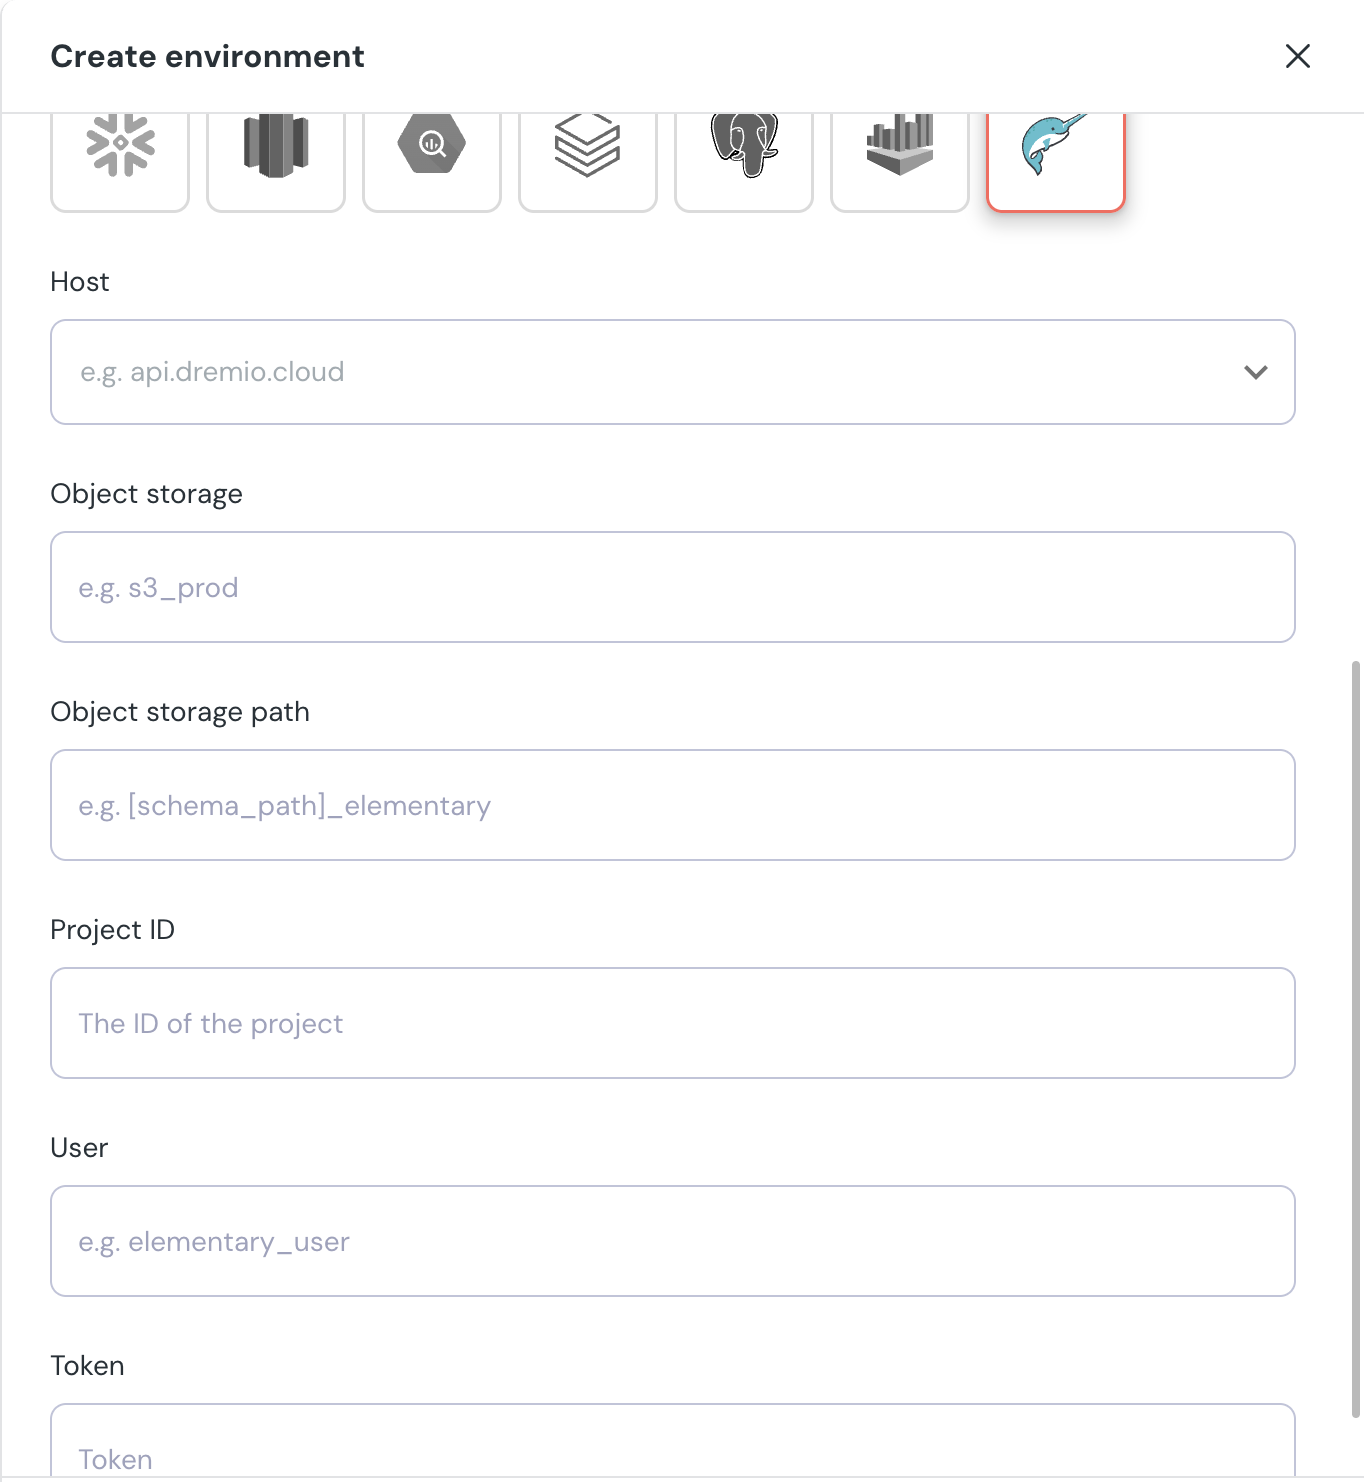 Create environment
Host
e.g. api.dremio.cloud
Object storage
e.g. s3_prod
Object storage path
e.g. [schema_path]_elementary
Project ID
The ID of the project
User
e.g. elementary_user
Token
Token